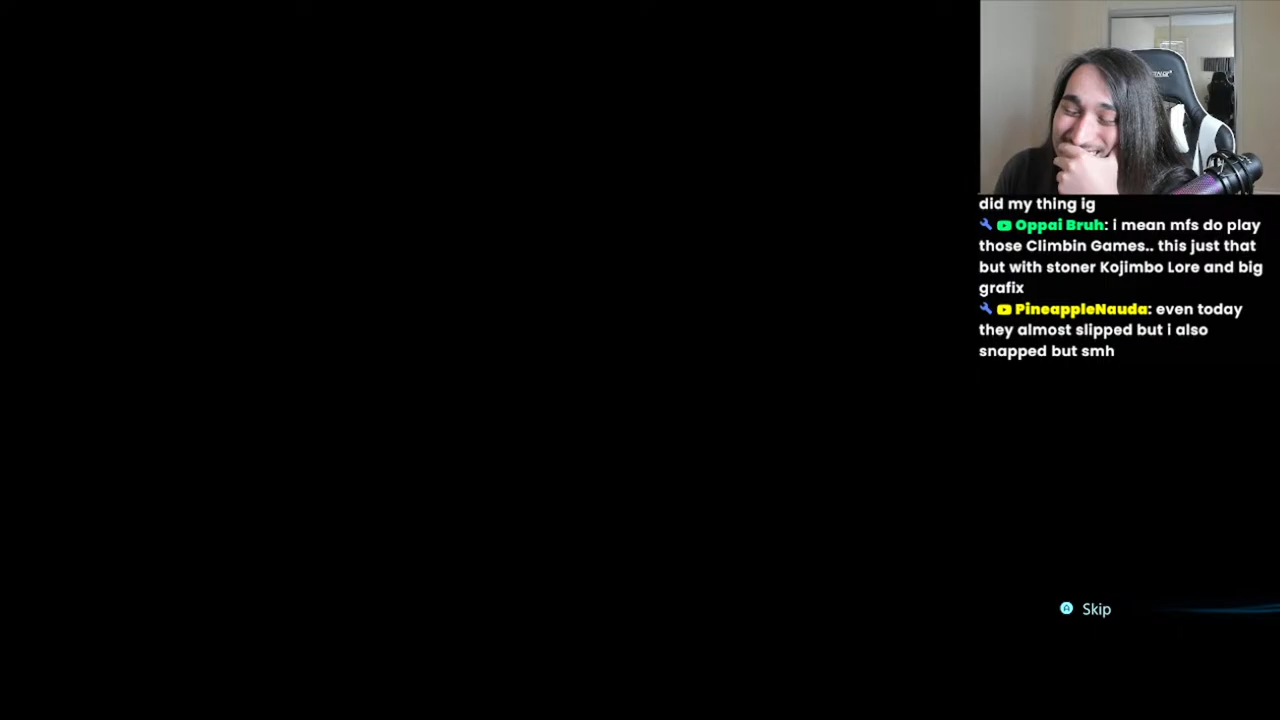 did my thing ig
Oppai Bruh: i mean mfs do play
those Climbin Games.. this just that
but with stoner Kojimbo Lore and big
grafix
PineappleNauda: even today
they almost slipped but i also
snapped but smh
A Skip